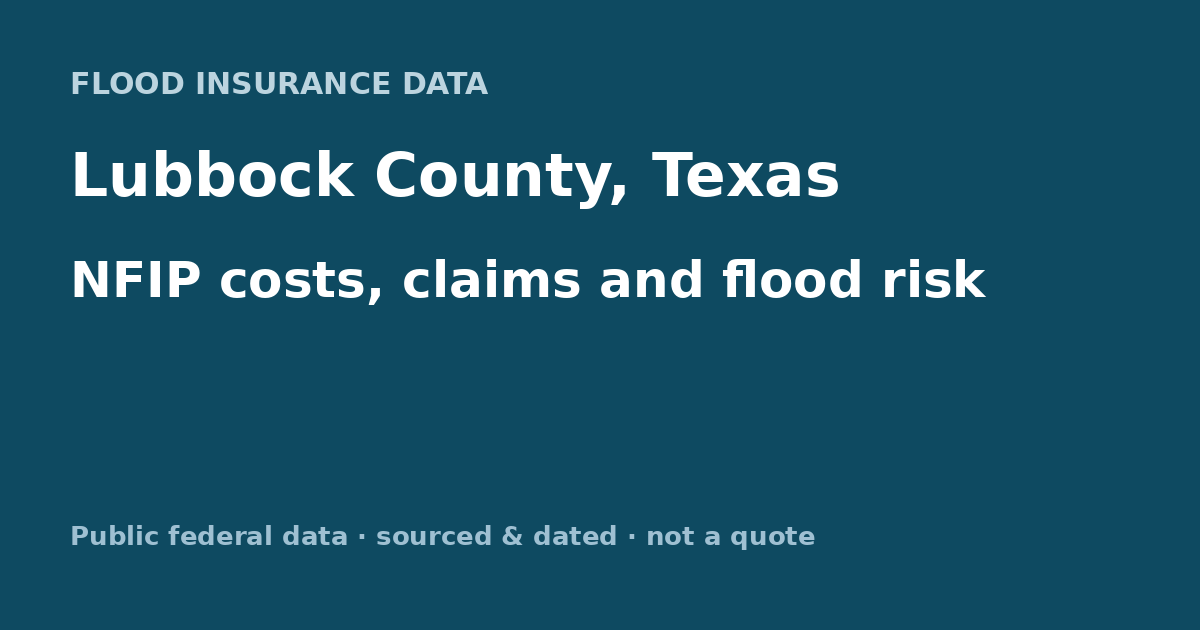 FLOOD INSURANCE DATA
Lubbock County, Texas
NFIP costs, claims and flood risk
Public federal data · sourced & dated · not a quote